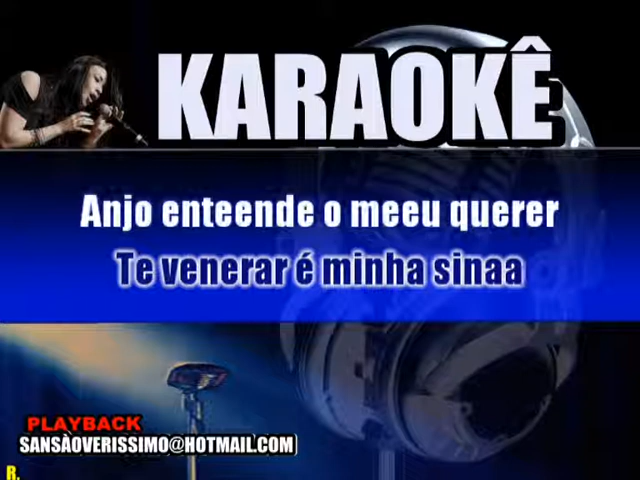 KARAOKÊ
Anjo enteende o meeu querer
Te venerar é minha sinaa
PLAYBACK
SANSÀOVERISSIMO@HOTMAIL.COM
R.